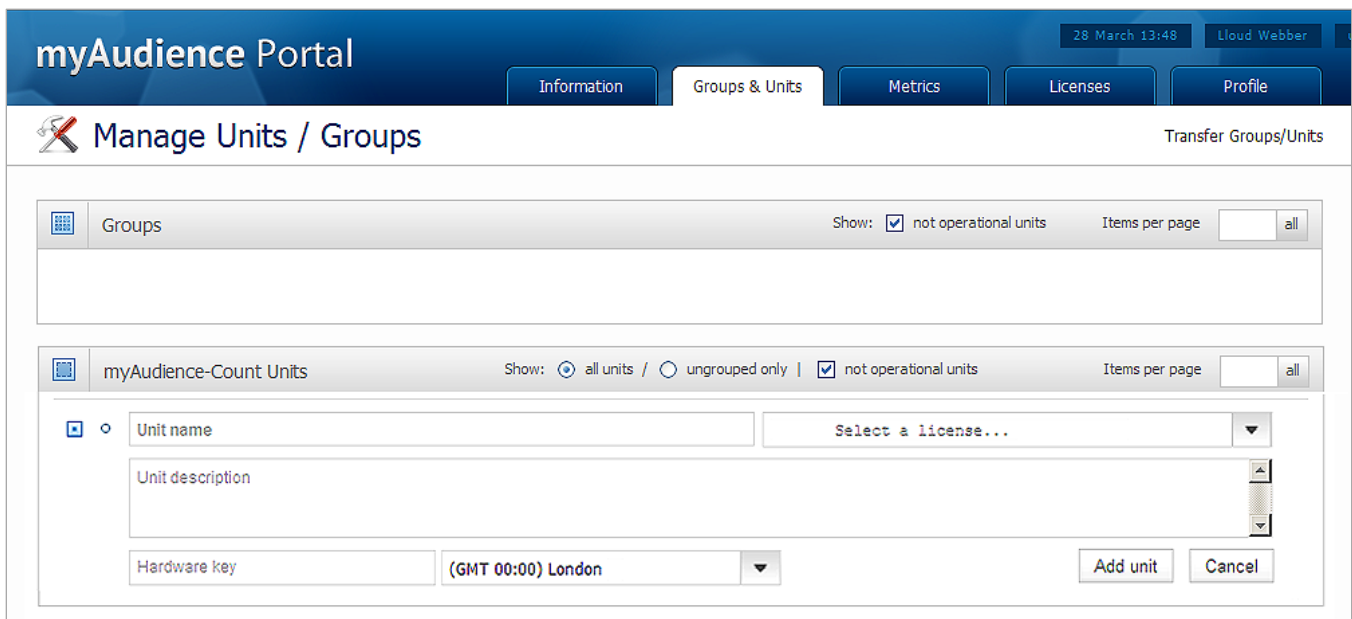 myAudience Portal
28 March 13:48 Lloud Webber
Information Groups & Units Metrics Licenses Profile
Manage Units / Groups Transfer Groups/Units
Groups Show: not operational units Items per page all
myAudience-Count Units Show: all units / ungrouped only | not operational units Items per page all
Unit name Select a license...
Unit description
Hardware key (GMT 00:00) London Add unit Cancel